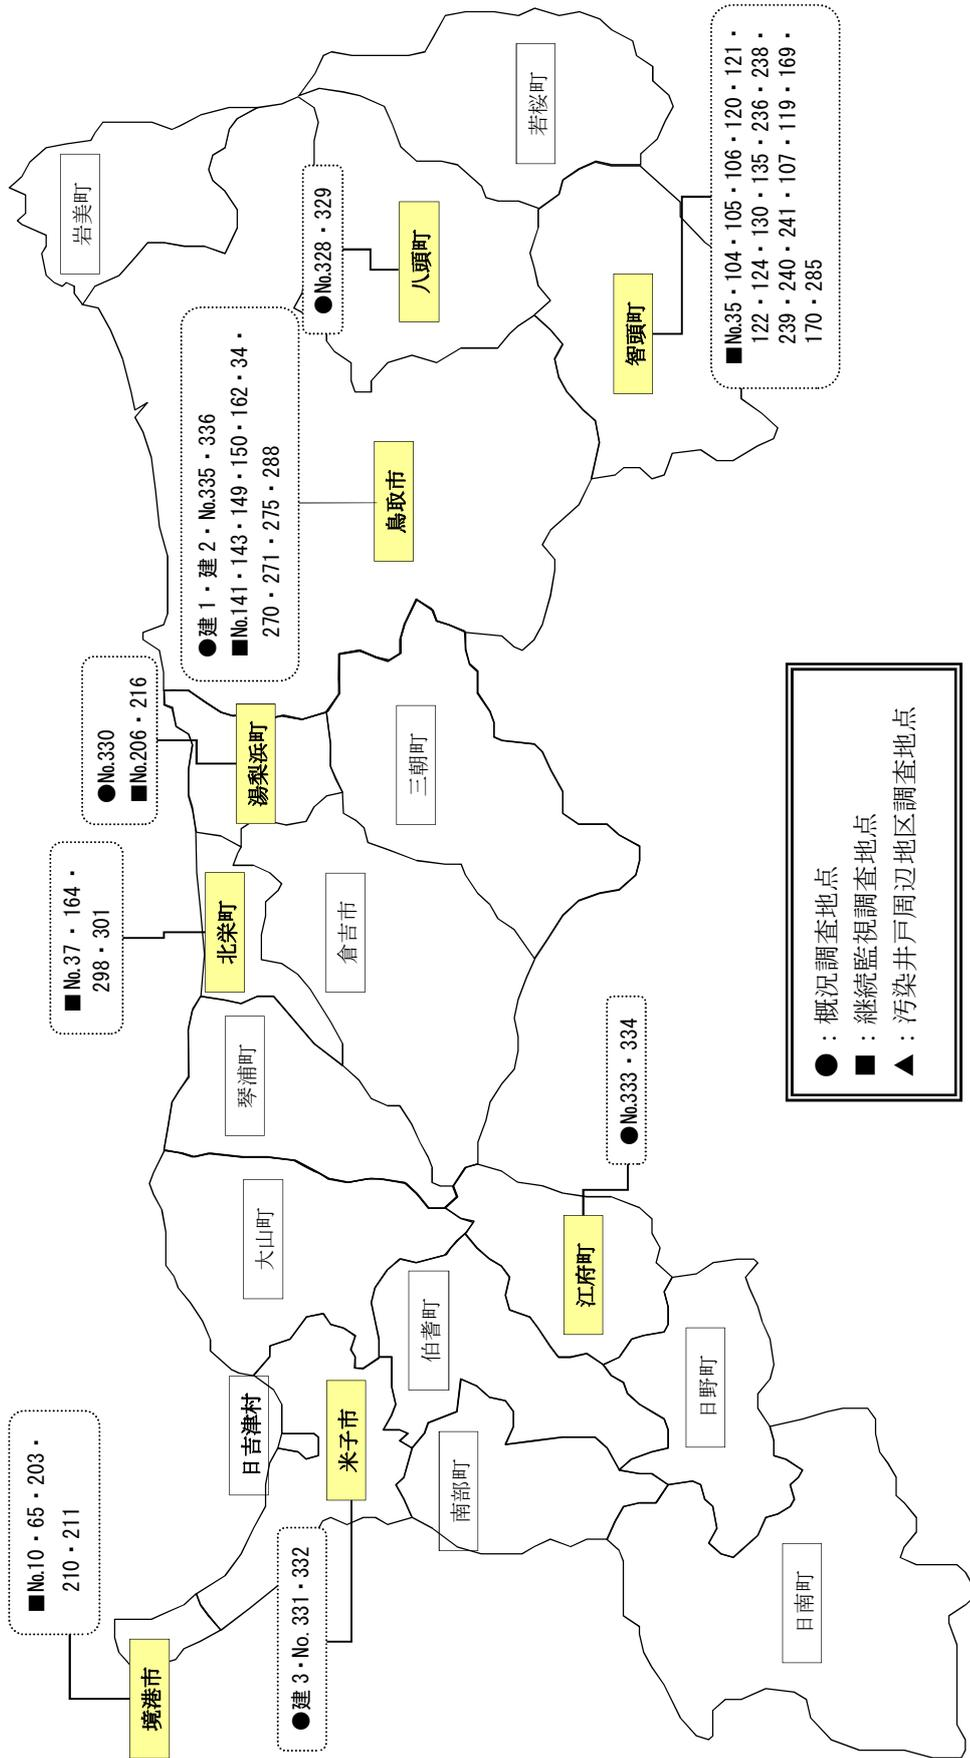 ■No.10・65・203・
210・211
境港市
●建3・No.331・332
米子市
日吉津村
大山町
伯耆町
南部町
日南町
日野町
江府町
●No.333・334
琴浦町
■No.37・164・
298・301
北栄町
倉吉市
●No.330
■No.206・216
湯梨浜町
三朝町
●建1・建2・No.335・336
■No.141・143・149・150・162・34・
270・271・275・288
鳥取市
岩美町
●No.328・329
八頭町
若桜町
智頭町
■No.35・104・105・106・120・121・
122・124・130・135・236・238・
239・240・241・107・119・169・
170・285
●：概況調査地点
■：継続監視調査地点
▲：汚染井戸周辺地区調査地点